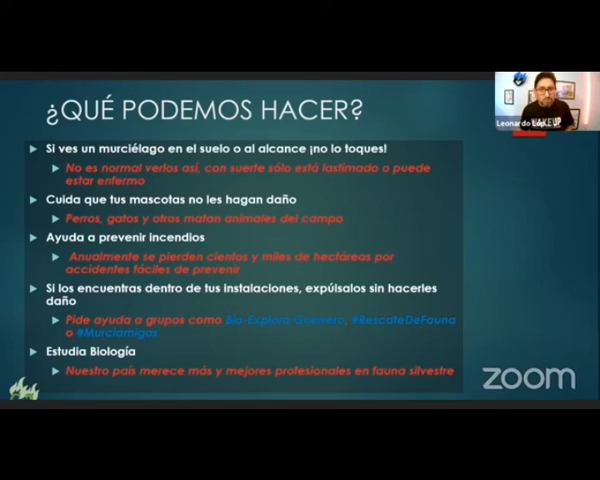 ¿QUÉ PODEMOS HACER?
Si ves un murciélago en el suelo o al alcance ¡no lo toques!
No es normal verlos así, con suerte sólo está lastimado o puede
estar enfermo
Cuida que tus mascotas no les hagan daño
Perros, gatos y otros matan animales del campo
Ayuda a prevenir incendios
Anualmente se pierden cientos y miles de hectáreas por
accidentes fáciles de prevenir
Si los encuentras dentro de tus instalaciones, expúlsalos sin hacerles
daño
Pide ayuda a grupos como Bio-Explora Guerrero, #RescateDeFauna
o #Murciamigos
Estudia Biología
Nuestro país merece más y mejores profesionales en fauna silvestre
WAKEUP
Leonardo
zoom